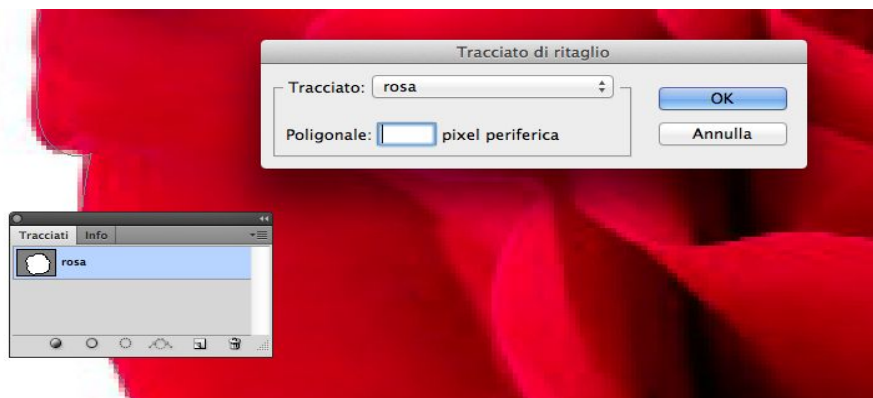 Tracciato di ritaglio
Tracciato: rosa
OK
Poligonale: pixel periferica
Annulla
Tracciati Info
rosa